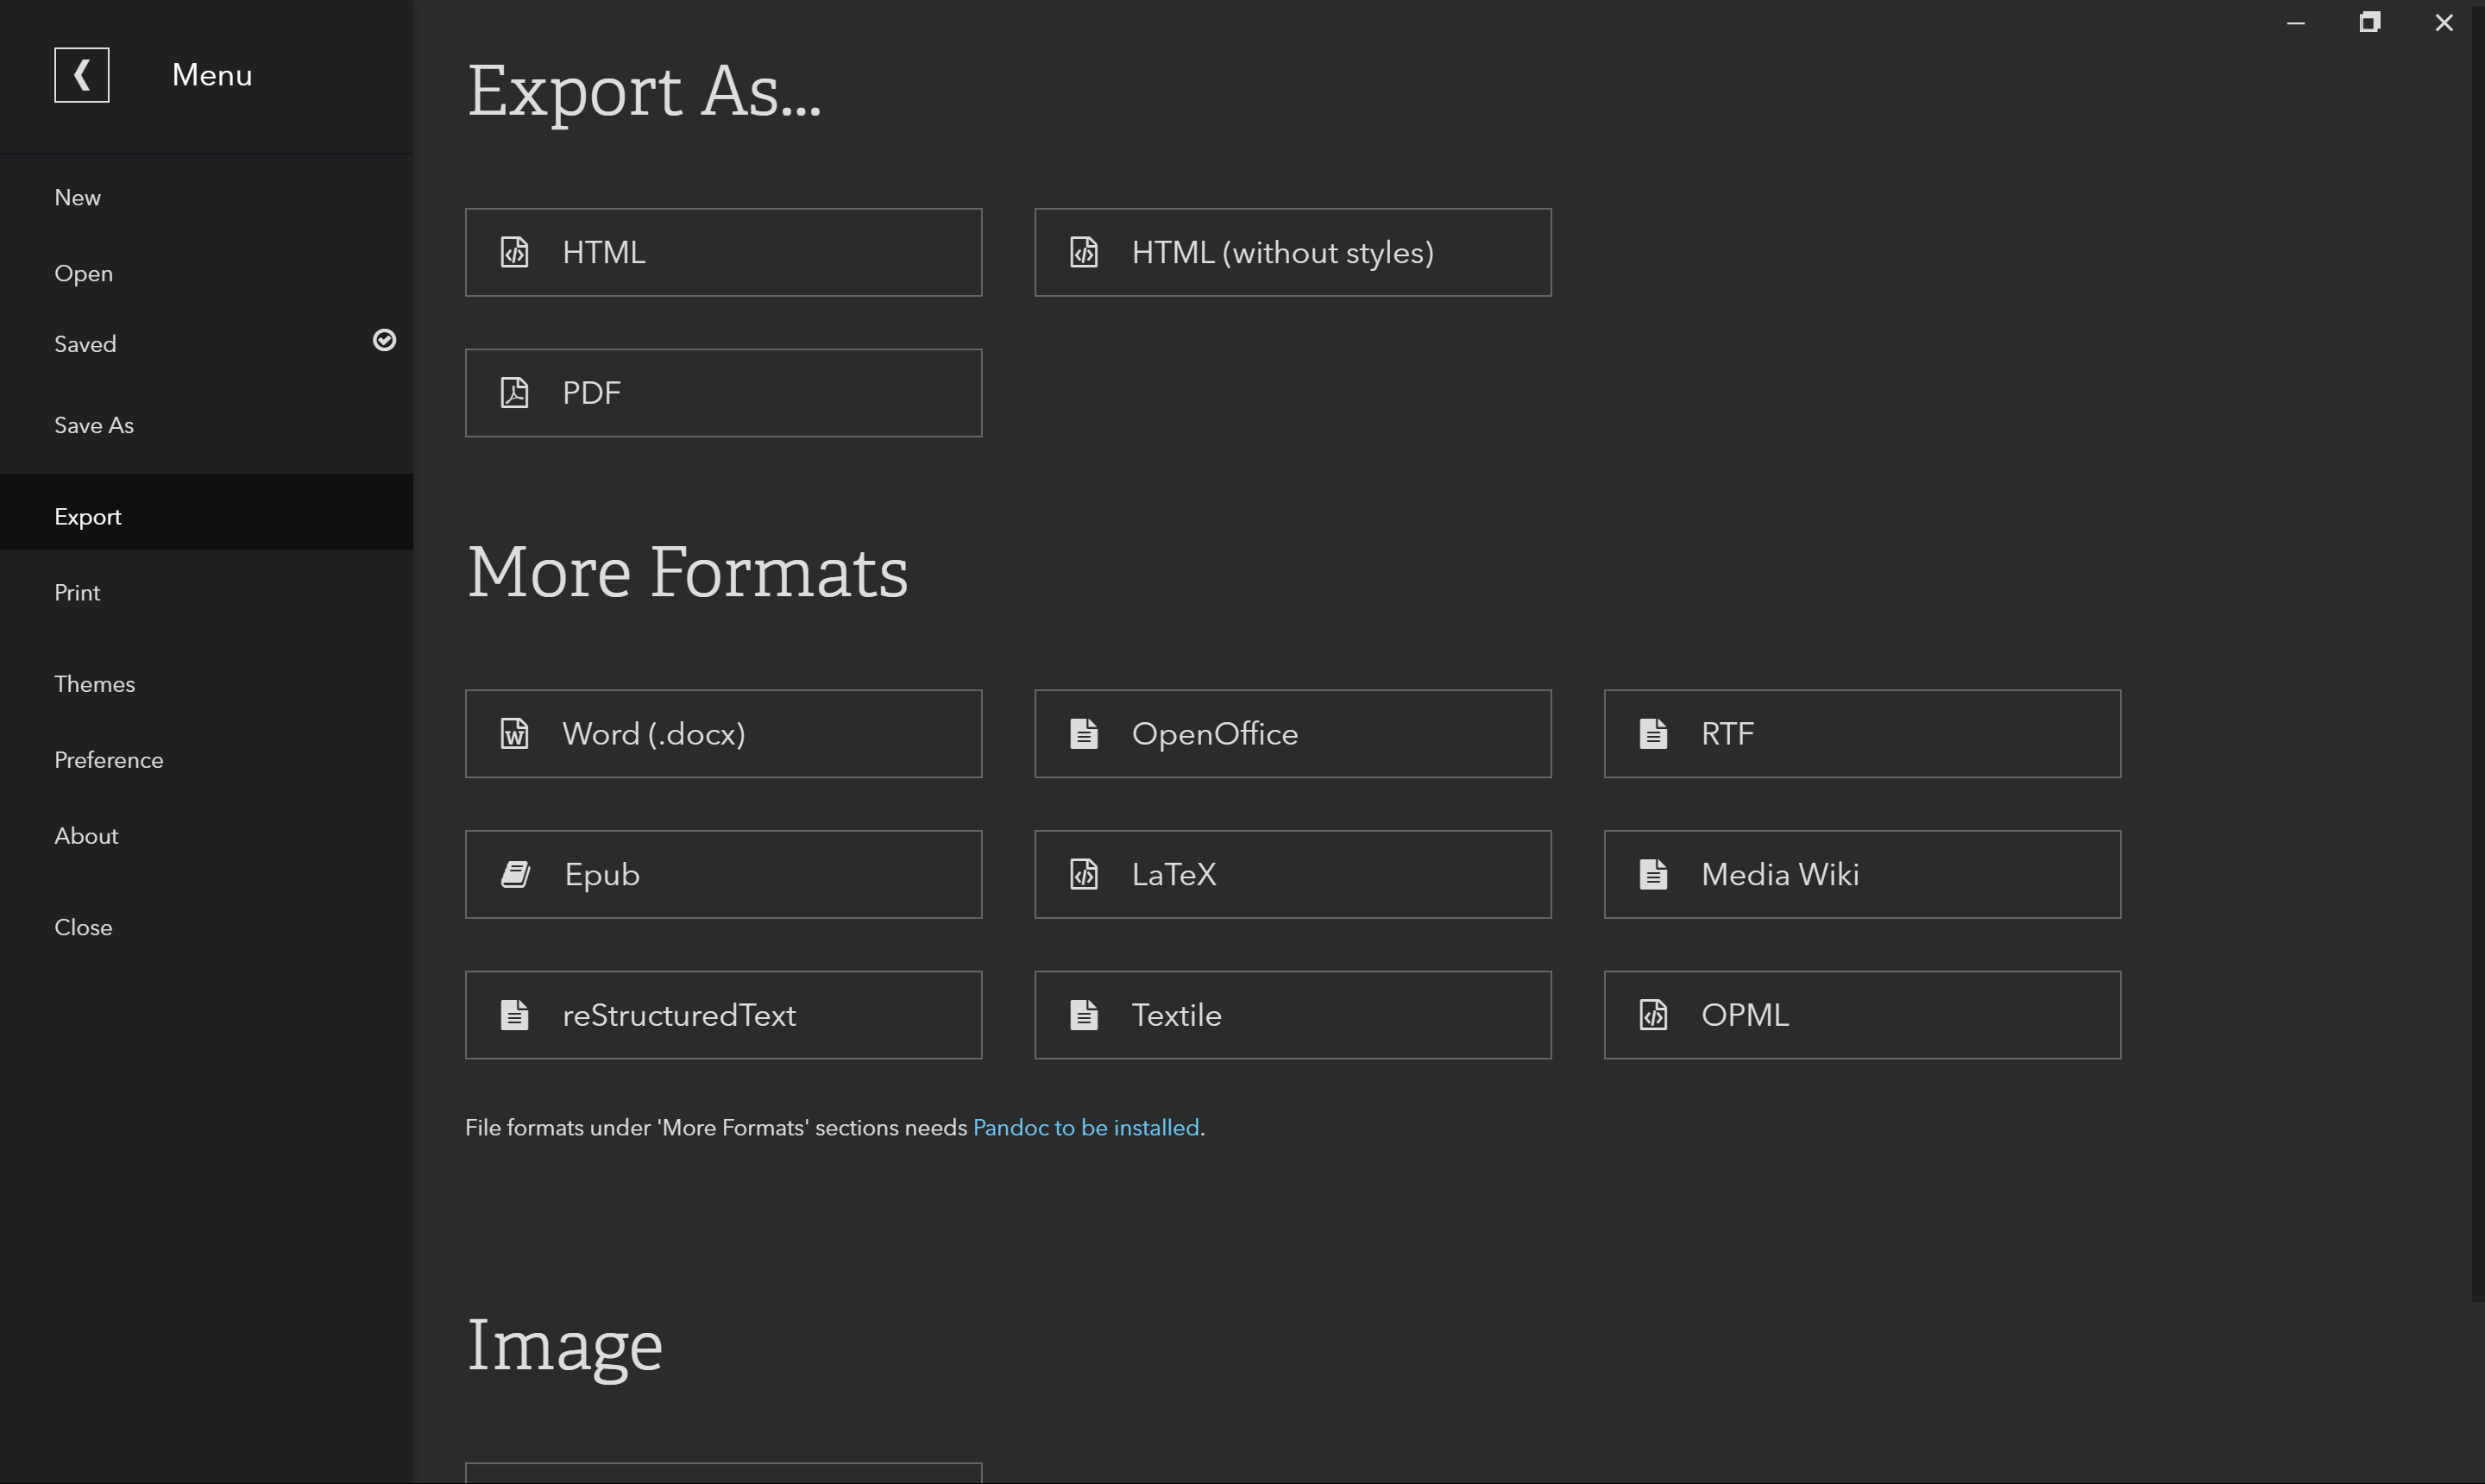 Menu
New
Open
Saved
Save As
Export
Print
Themes
Preference
About
Close
Export As...
HTML
HTML (without styles)
PDF
More Formats
Word (.docx)
OpenOffice
RTF
Epub
LaTeX
Media Wiki
reStructuredText
Textile
OPML
File formats under 'More Formats' sections needs Pandoc to be installed.
Image